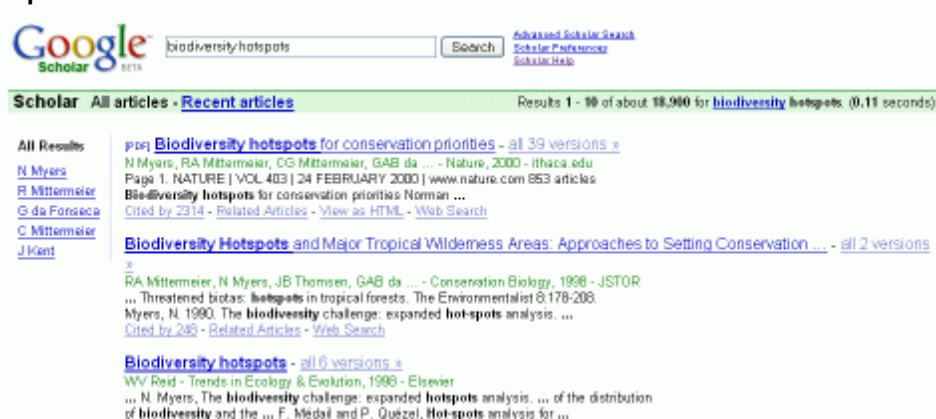 Google
Scholar BETA
biodiversity hotspots
Search
Advanced Scholar Search
Scholar Preferences
Scholar Help
Scholar All articles - Recent articles
Results 1 - 10 of about 18,900 for biodiversity hotspots. (0.11 seconds)
All Results
N Myers
R Mittermeier
G da Fonseca
C Mittermeier
J Kent
[PDF] Biodiversity hotspots for conservation priorities - all 39 versions »
N Myers, RA Mittermeier, CG Mittermeier, GAB da ... - Nature, 2000 - ithaca.edu
Page 1. NATURE | VOL 403 | 24 FEBRUARY 2000 | www.nature.com 853 articles
Biodiversity hotspots for conservation priorities Norman ...
Cited by 2314 - Related Articles - View as HTML - Web Search
Biodiversity Hotspots and Major Tropical Wilderness Areas: Approaches to Setting Conservation ... - all 2 versions
»
RA Mittermeier, N Myers, JB Thomsen, GAB da ... - Conservation Biology, 1998 - JSTOR
... Threatened biotas: hotspots in tropical forests. The Environmentalist 8:178-208.
Myers, N. 1990. The biodiversity challenge: expanded hot-spots analysis. ...
Cited by 248 - Related Articles - Web Search
Biodiversity hotspots - all 6 versions »
WV Reid - Trends in Ecology & Evolution, 1998 - Elsevier
... N. Myers, The biodiversity challenge: expanded hotspots analysis. ... of the distribution
of biodiversity and the ... F. Médail and P. Quézel, Hot-spots analysis for ...